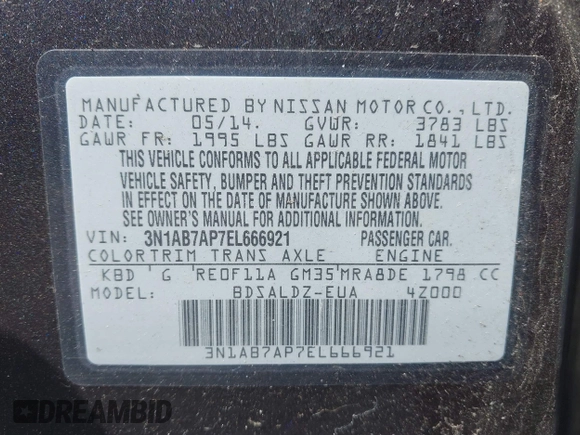 MANUFACTURED BY NISSAN MOTOR CO., LTD.
DATE: 05/14. GVWR: 3783 LBS
GAWR FR: 1995 LBS GAWR RR: 1841 LBS
THIS VEHICLE CONFORMS TO ALL APPLICABLE FEDERAL MOTOR
VEHICLE SAFETY, BUMPER AND THEFT PREVENTION STANDARDS
IN EFFECT ON THE DATE OF MANUFACTURE SHOWN ABOVE.
SEE OWNER'S MANUAL FOR ADDITIONAL INFORMATION.
VIN: 3N1AB7AP7EL666921 PASSENGER CAR.
COLOR TRIM TRANS AXLE ENGINE
KBD G RE0F11A GM35 MRA8DE 1798 CC
MODEL: BDSALDZ-EUA 4Z000
3N1AB7AP7EL666921
DREAMBID